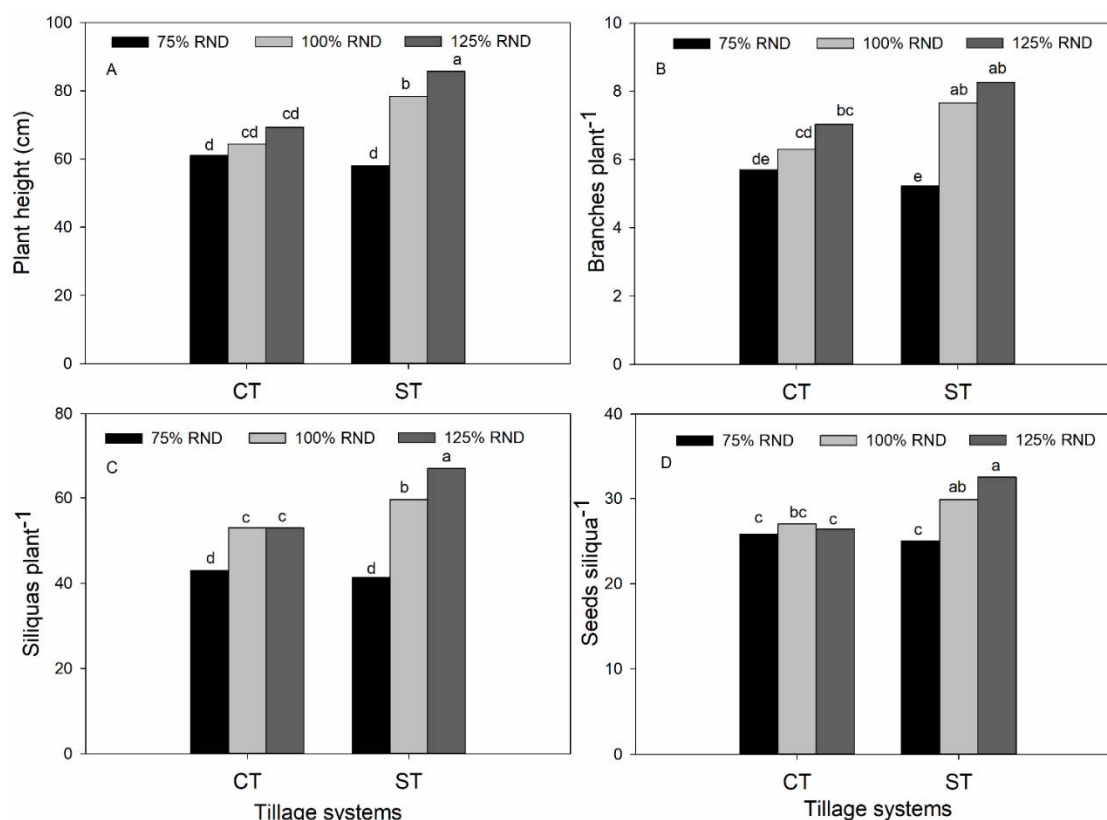 100
75% RND 100% RND 125% RND
A
a
b
80
cd
cd
d
d
60
40
20
0
Plant height (cm)
CT ST
10
75% RND 100% RND 125% RND
B
ab
ab
8
bc
cd
de
e
6
4
2
0
Branches plant-1
CT ST
80
75% RND 100% RND 125% RND
C
a
b
60
c c
d
d
40
20
0
Siliquas plant-1
CT ST
Tillage systems
40
75% RND 100% RND 125% RND
D
a
ab
30
c bc c
c
20
10
0
Seeds siliqua-1
CT ST
Tillage systems